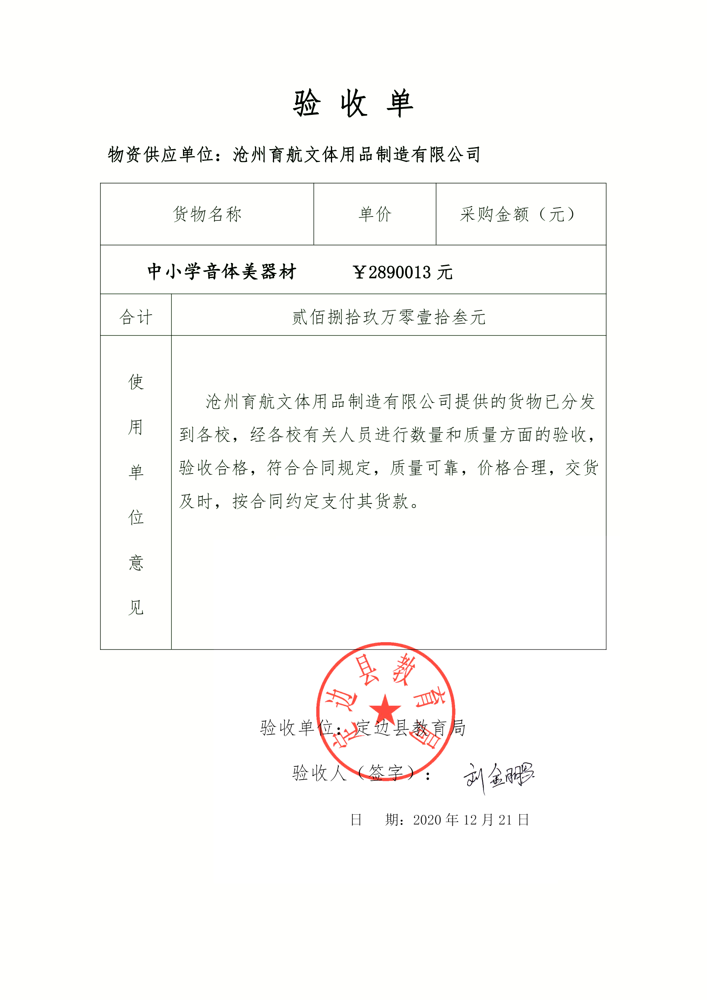 验 收 单
物资供应单位：沧州育航文体用品制造有限公司
货物名称 单价 采购金额（元）
中小学音体美器材 ￥2890013 元
合计 贰佰捌拾玖万零壹拾叁元
使用单位意见
沧州育航文体用品制造有限公司提供的货物已分发
到各校，经各校有关人员进行数量和质量方面的验收，
验收合格，符合合同规定，质量可靠，价格合理，交货
及时，按合同约定支付其货款。
定边县教育局
验收单位：定边县教育局
验收人（签字）： 刘金鹏
日 期：2020 年 12 月 21 日